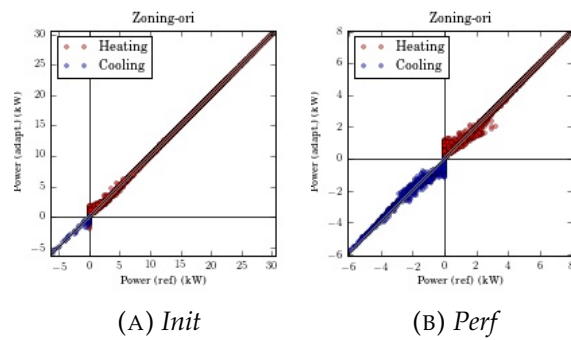 Zoning-ori
Power (adapt.) (kW)
30
25
20
15
10
5
0
−5
Heating
Cooling
−5 0 5 10 15 20 25 30
Power (ref) (kW)
(A) Init
Zoning-ori
Power (adapt.) (kW)
8
6
4
2
0
−2
−4
−6
Heating
Cooling
−6 −4 −2 0 2 4 6 8
Power (ref) (kW)
(B) Perf